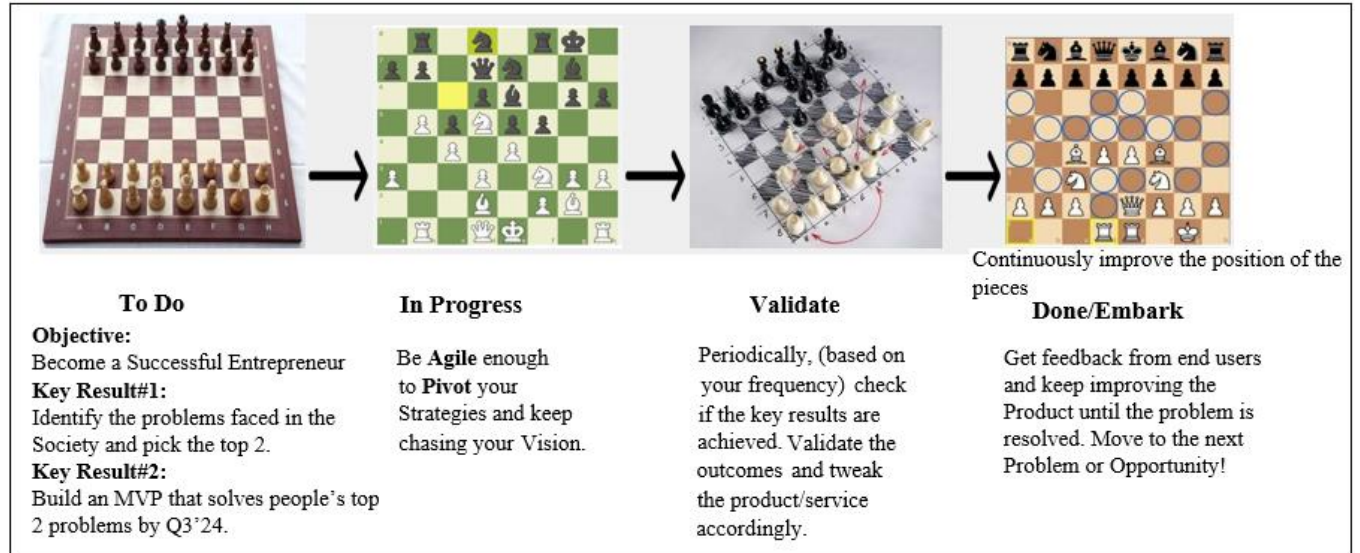 Continuously improve the position of the
pieces
To Do
Objective:
Become a Successful Entrepreneur
Key Result#1:
Identify the problems faced in the
Society and pick the top 2.
Key Result#2:
Build an MVP that solves people's top
2 problems by Q3'24.
In Progress
Be Agile enough
to Pivot your
Strategies and keep
chasing your Vision.
Validate
Periodically, (based on
your frequency) check
if the key results are
achieved. Validate the
outcomes and tweak
the product/service
accordingly.
Done/Embark
Get feedback from end users
and keep improving the
Product until the problem is
resolved. Move to the next
Problem or Opportunity!